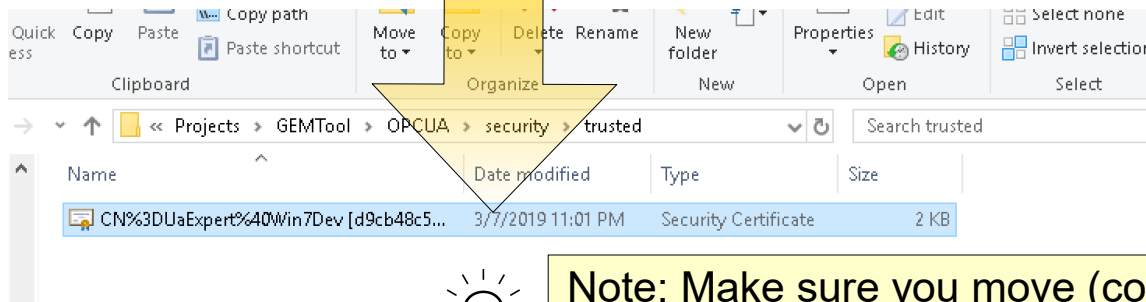 Copy path Edit Select none
Quick Copy Paste Paste shortcut Move Copy Delete Rename New Properties History Invert selection
ess to to folder
Clipboard Organize New Open Select
« Projects > GEMTool > OPCUA > security > trusted Search trusted
Name Date modified Type Size
CN%3DUaExpert%40Win7Dev [d9cb48c5... 3/7/2019 11:01 PM Security Certificate 2 KB
Note: Make sure you move (co